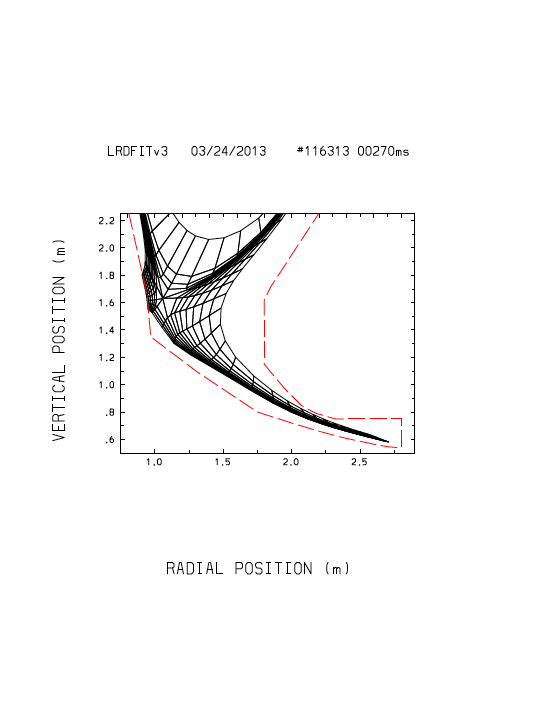 LRDFITv3 03/24/2013 #116313 00270ms
VERTICAL POSITION (m)
2.2
2.0
1.8
1.6
1.4
1.2
1.0
.8
.6
1.0 1.5 2.0 2.5
RADIAL POSITION (m)